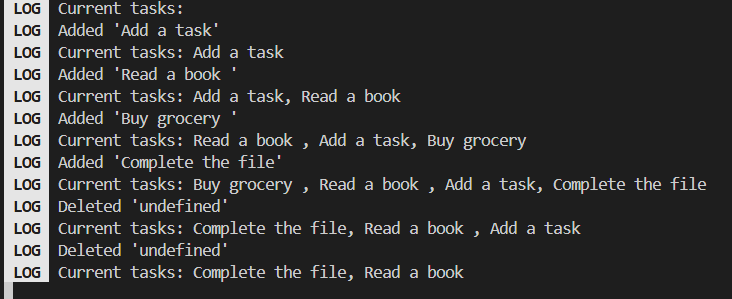 LOG Current tasks:
LOG Added 'Add a task'
LOG Current tasks: Add a task
LOG Added 'Read a book '
LOG Current tasks: Add a task, Read a book
LOG Added 'Buy grocery '
LOG Current tasks: Read a book , Add a task, Buy grocery
LOG Added 'Complete the file'
LOG Current tasks: Buy grocery , Read a book , Add a task, Complete the file
LOG Deleted 'undefined'
LOG Current tasks: Complete the file, Read a book , Add a task
LOG Deleted 'undefined'
LOG Current tasks: Complete the file, Read a book